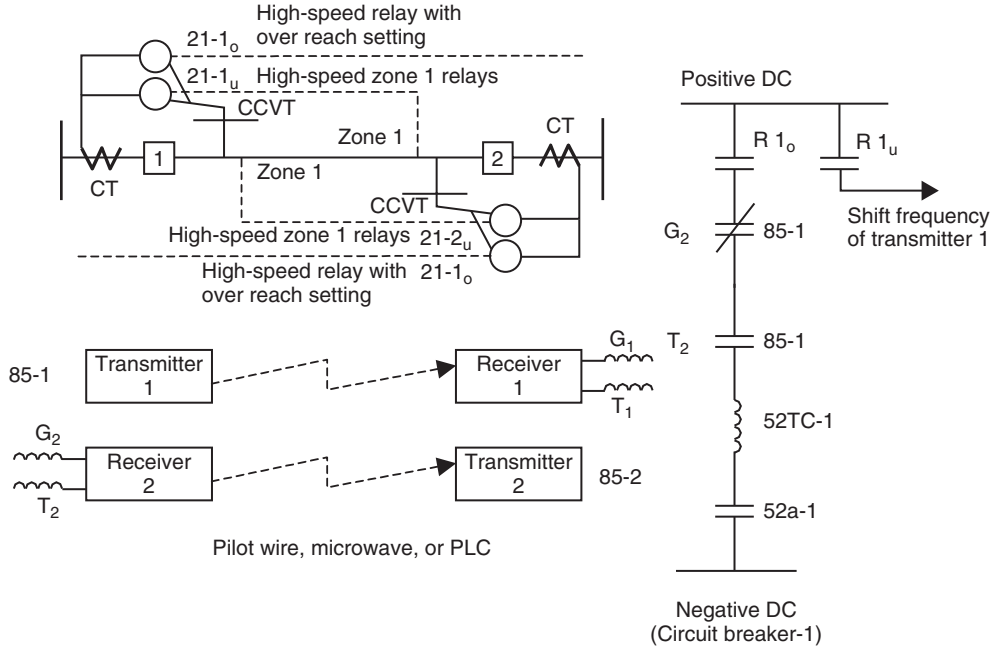 High-speed relay with
over reach setting
21-1o
21-1u
High-speed zone 1 relays
CCVT
Zone 1
CT
1
2
CT
Zone 1
CCVT
High-speed zone 1 relays
21-2u
High-speed relay with
over reach setting
21-1o
85-1
Transmitter
1
Receiver
1
G1
T1
G2
T2
Receiver
2
Transmitter
2
85-2
Pilot wire, microwave, or PLC
Positive DC
R 1o
R 1u
Shift frequency
of transmitter 1
G2
85-1
T2
85-1
52TC-1
52a-1
Negative DC
(Circuit breaker-1)